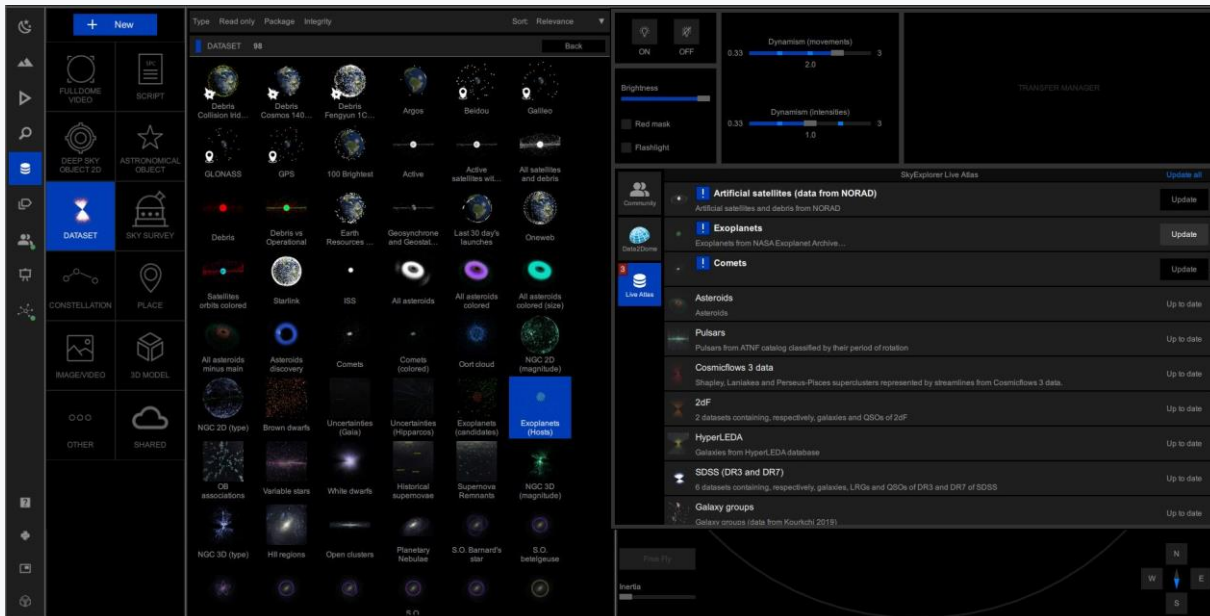 + New
FULLDOME
VIDEO
SCRIPT
DEEP SKY
OBJECT 2D
ASTRONOMICAL
OBJECT
DATASET
SKY SURVEY
CONSTELLATION
PLACE
IMAGE/VIDEO
3D MODEL
OTHER
SHARED
Type Read only Package Integrity Sort: Relevance
DATASET 98 Back
Debris
Collision Irid...
Debris
Cosmos 140...
Debris
Fengyun 1C...
Argos
Beidou
Galileo
GLONASS
GPS
100 Brightest
Active
Active
satellites wit...
All satellites
and debris
Debris
Debris vs
Operational
Earth
Resources ...
Geosynchrone
and Geostat...
Last 30 day's
launches
Oneweb
Satellites
orbits colored
Starlink
ISS
All asteroids
All asteroids
colored
All asteroids
colored (size)
All asteroids
minus main
Asteroids
discovery
Comets
Comets
(colored)
Oort cloud
NGC 2D
(magnitude)
NGC 2D (type)
Brown dwarfs
Uncertainties
(Gaia)
Uncertainties
(Hipparcos)
Exoplanets
(candidates)
Exoplanets
(Hosts)
OB
associations
Variable stars
White dwarfs
Historical
supernovae
Supernova
Remnants
NGC 3D
(magnitude)
NGC 3D (type)
HII regions
Open clusters
Planetary
Nebulae
S.O. Barnard's
star
S.O.
betelgeuse
S.O.
ON
OFF
Brightness
Red mask
Flashlight
Dynamism (movements)
0.33 3
2.0
Dynamism (intensities)
0.33 3
1.0
TRANSFER MANAGER
Community
Data2Dome
3
Live Atlas
SkyExplorer Live Atlas Update all
! Artificial satellites (data from NORAD)
Artificial satellites and debris from NORAD
Update
! Exoplanets
Exoplanets from NASA Exoplanet Archive...
Update
! Comets
Update
Asteroids
Asteroids
Up to date
Pulsars
Pulsars from ATNF catalog classified by their period of rotation
Up to date
Cosmicflows 3 data
Shapley, Laniakea and Perseus-Pisces superclusters represented by streamlines from Cosmicflows 3 data.
Up to date
2dF
2 datasets containing, respectively, galaxies and QSOs of 2dF
Up to date
HyperLEDA
Galaxies from HyperLEDA database
Up to date
SDSS (DR3 and DR7)
6 datasets containing, respectively, galaxies, LRGs and QSOs of DR3 and DR7 of SDSS
Up to date
Galaxy groups
Galaxy groups (data from Kourkchi 2019)
Up to date
Free Fly
Inertia
N
W
E
S